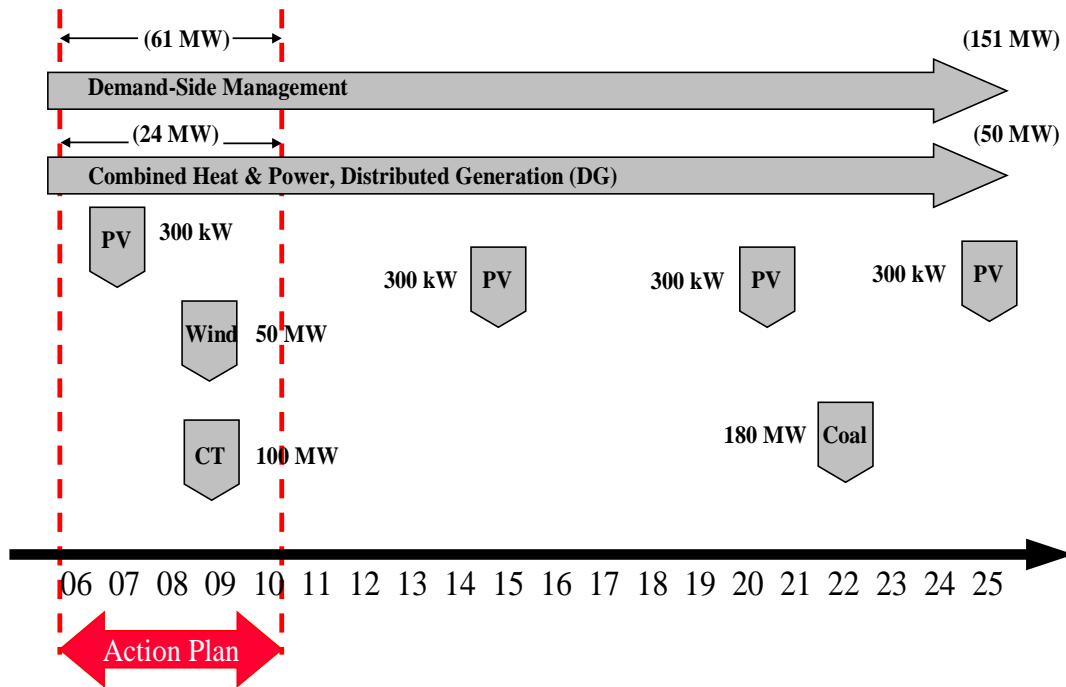 (61 MW)
(151 MW)
Demand-Side Management
(24 MW)
(50 MW)
Combined Heat & Power, Distributed Generation (DG)
PV 300 kW
300 kW PV
300 kW PV
300 kW PV
Wind 50 MW
180 MW Coal
CT 100 MW
06 07 08 09 10 11 12 13 14 15 16 17 18 19 20 21 22 23 24 25
Action Plan